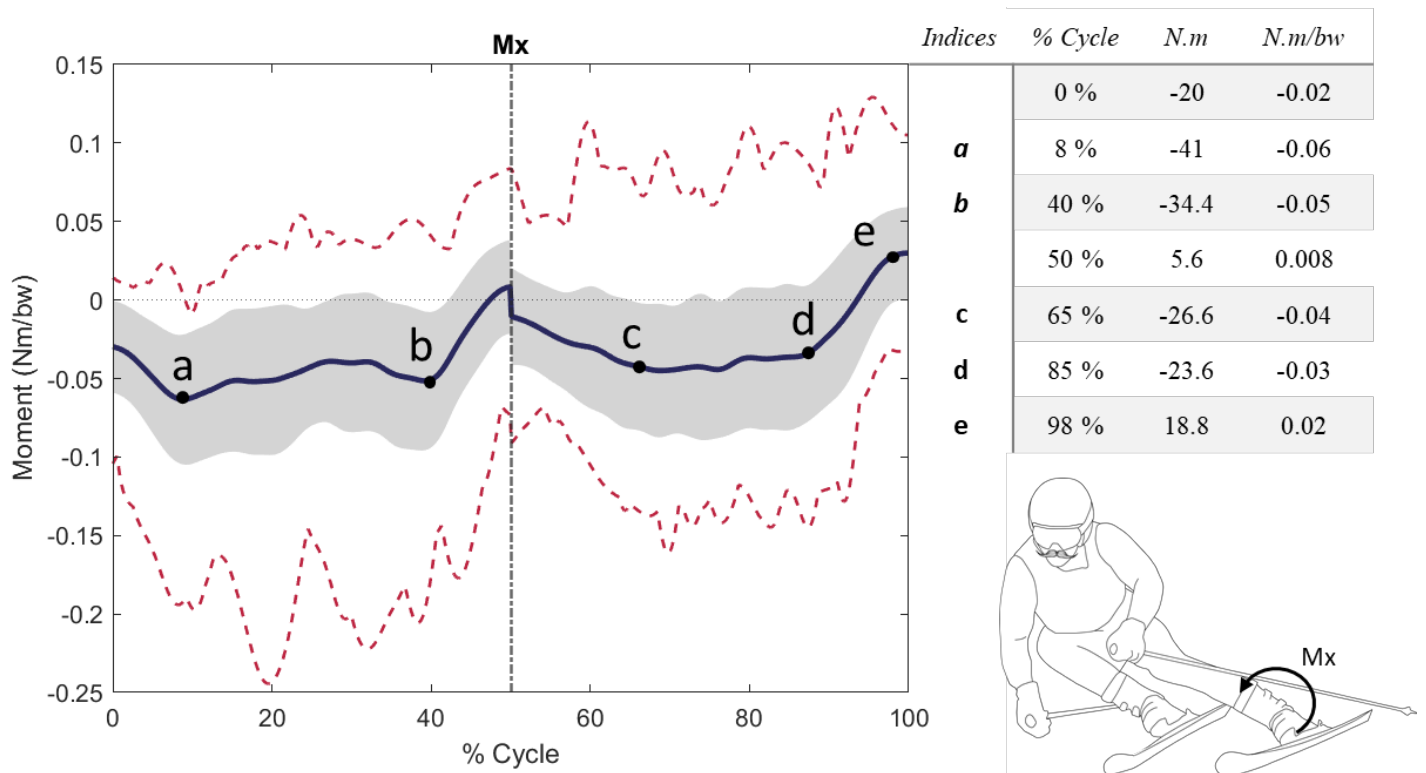 Mx
0.15
0.1
0.05
0
-0.05
-0.1
-0.15
-0.2
-0.25
Moment (Nm/bw)
a
b
c
d
e
0 20 40 60 80 100
% Cycle
Indices % Cycle N.m N.m/bw
0 % -20 -0.02
a 8 % -41 -0.06
b 40 % -34.4 -0.05
50 % 5.6 0.008
c 65 % -26.6 -0.04
d 85 % -23.6 -0.03
e 98 % 18.8 0.02
Mx